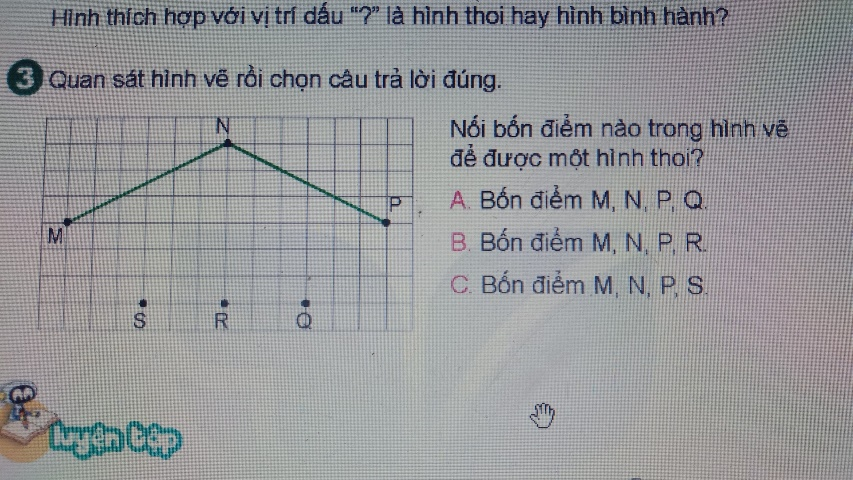 Hình thích hợp với vị trí dấu "?" là hình thoi hay hình bình hành?
3 Quan sát hình vẽ rồi chọn câu trả lời đúng.
N
P
M
S R Q
Nối bốn điểm nào trong hình vẽ
để được một hình thoi?
A. Bốn điểm M, N, P, Q.
B. Bốn điểm M, N, P, R.
C. Bốn điểm M, N, P, S.
Luyện tập